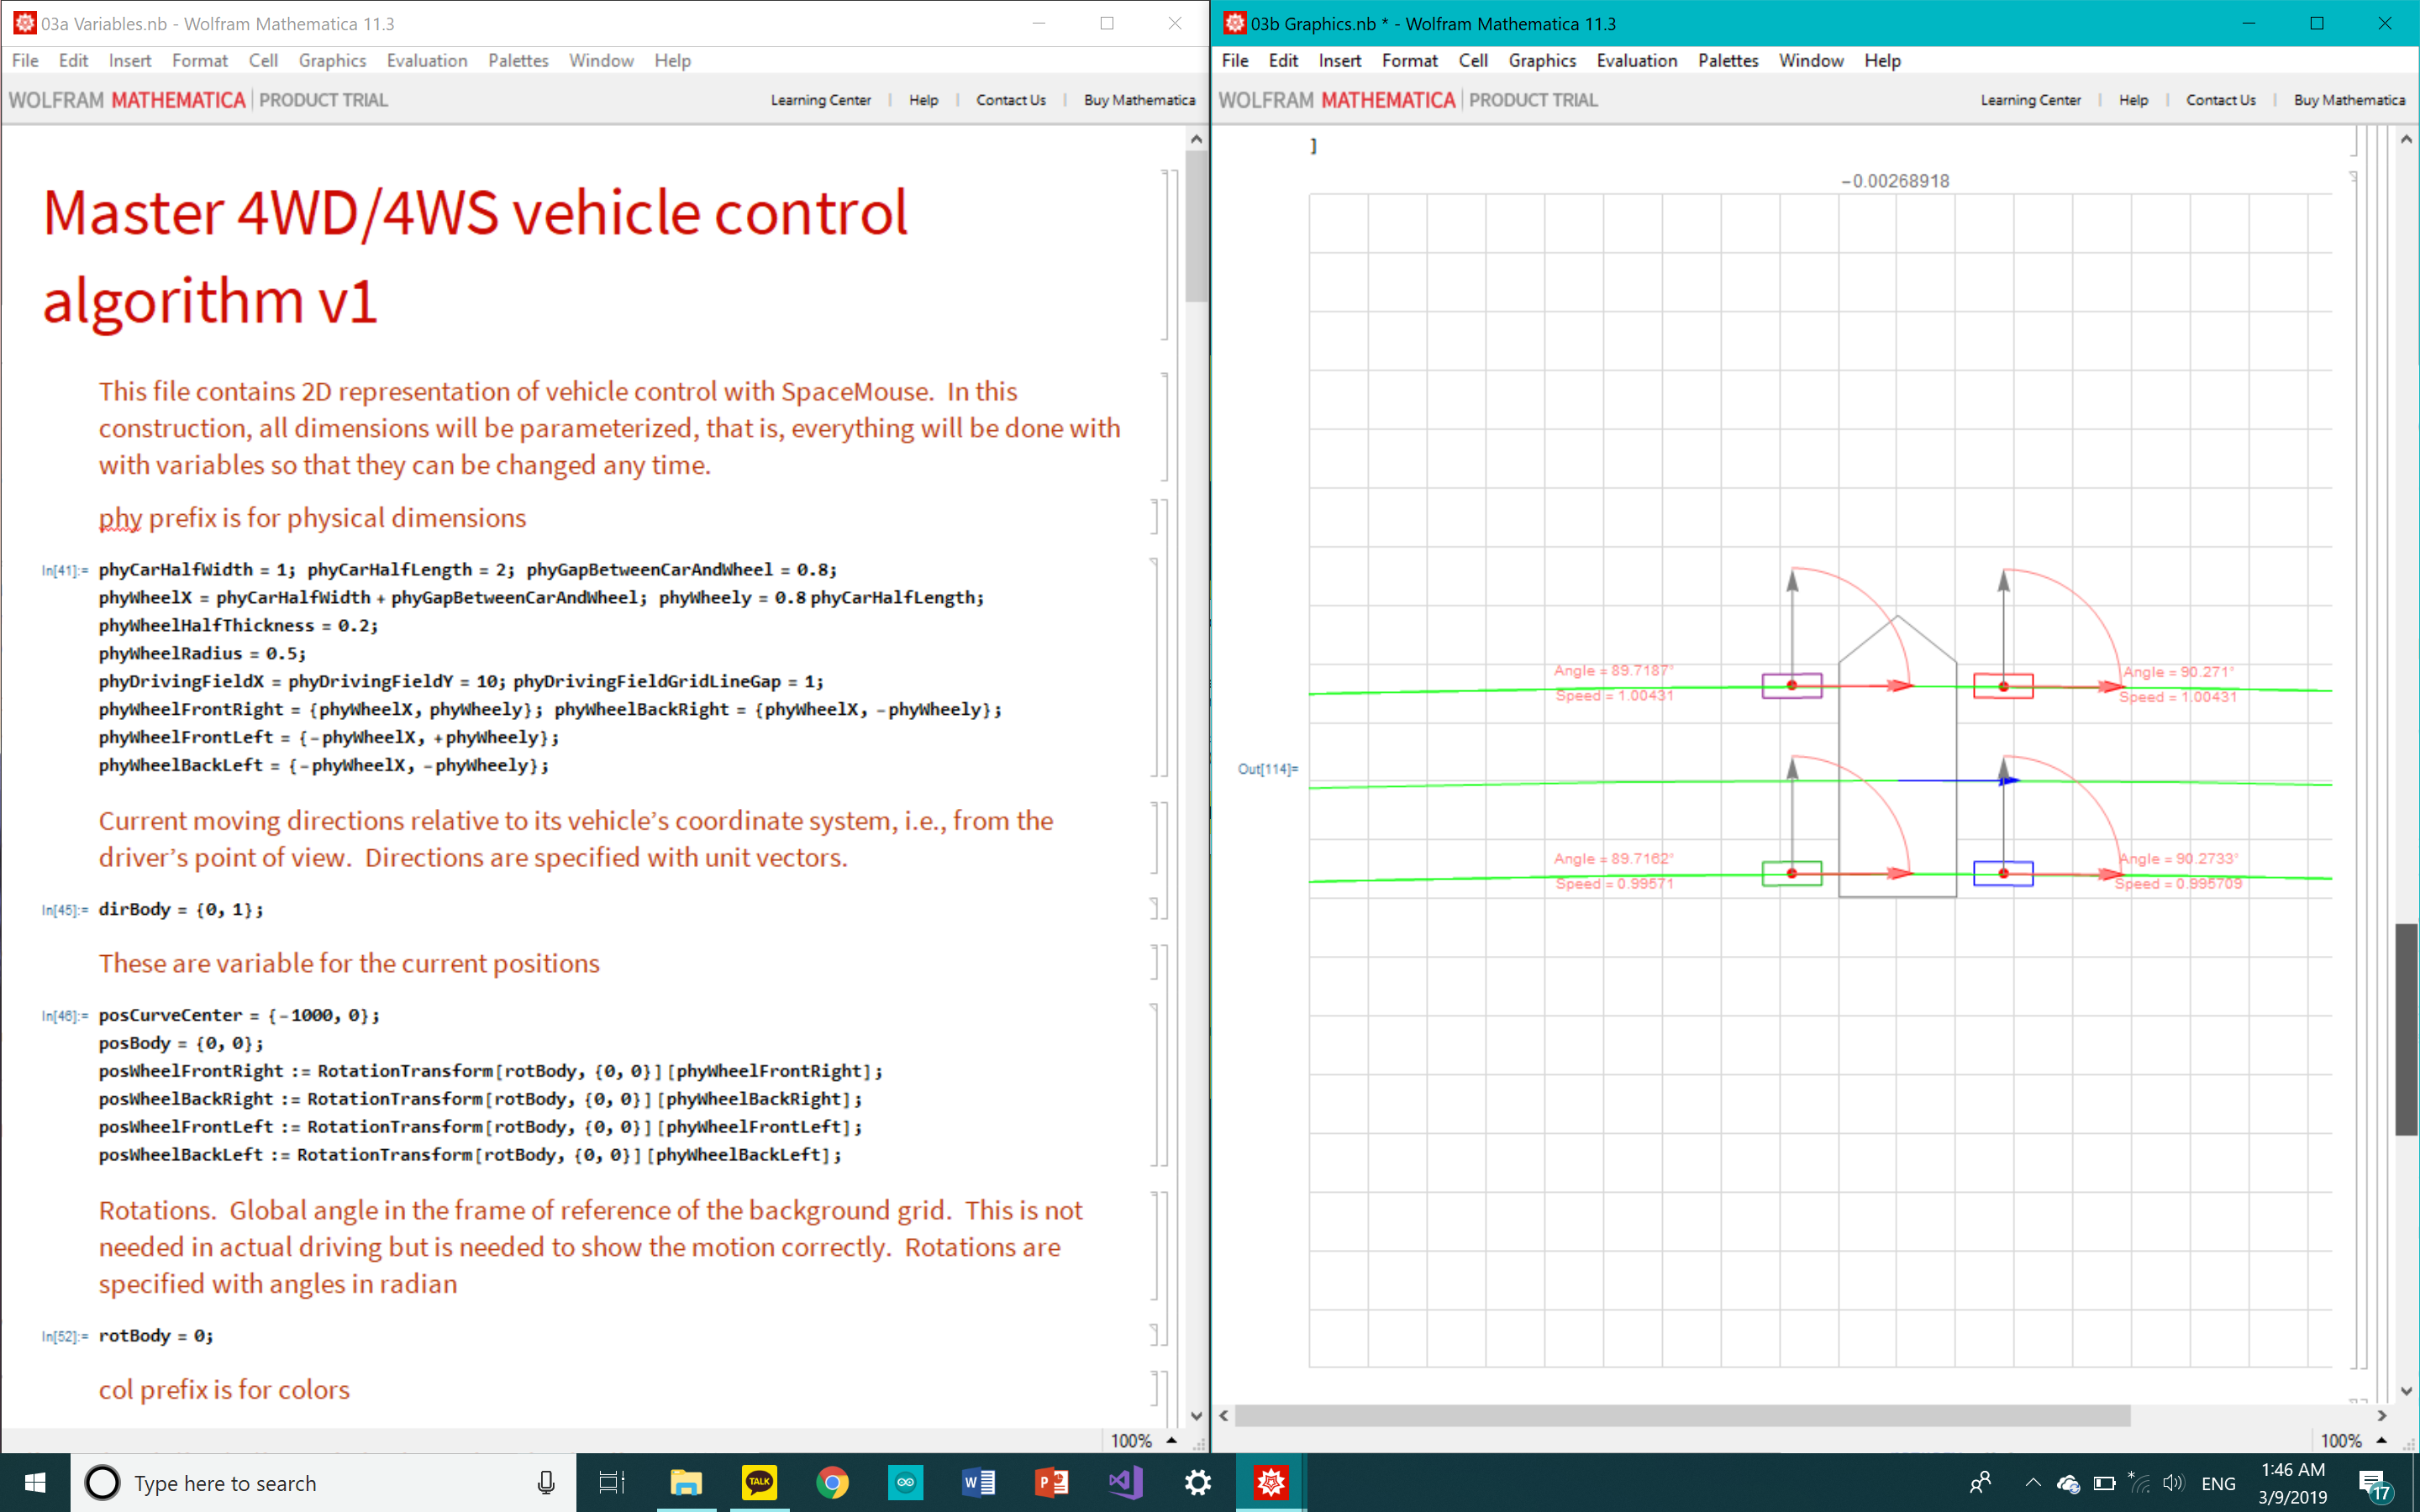 03a Variables.nb - Wolfram Mathematica 11.3
File Edit Insert Format Cell Graphics Evaluation Palettes Window Help
WOLFRAM MATHEMATICA PRODUCT TRIAL
Learning Center Help Contact Us Buy Mathematica
Master 4WD/4WS vehicle control
algorithm v1
This file contains 2D representation of vehicle control with SpaceMouse. In this
construction, all dimensions will be parameterized, that is, everything will be done with
with variables so that they can be changed any time.
phy prefix is for physical dimensions
In[41]:= phyCarHalfWidth = 1; phyCarHalfLength = 2; phyGapBetweenCarAndWheel = 0.8;
phyWheelX = phyCarHalfWidth + phyGapBetweenCarAndWheel; phyWheely = 0.8 phyCarHalfLength;
phyWheelHalfThickness = 0.2;
phyWheelRadius = 0.5;
phyDrivingFieldX = phyDrivingFieldY = 10; phyDrivingFieldGridLineGap = 1;
phyWheelFrontRight = {phyWheelX, phyWheely}; phyWheelBackRight = {phyWheelX, -phyWheely};
phyWheelFrontLeft = {-phyWheelX, +phyWheely};
phyWheelBackLeft = {-phyWheelX, -phyWheely};
Current moving directions relative to its vehicle's coordinate system, i.e., from the
driver's point of view. Directions are specified with unit vectors.
In[45]:= dirBody = {0, 1};
These are variable for the current positions
In[46]:= posCurveCenter = {-1000, 0};
posBody = {0, 0};
posWheelFrontRight := RotationTransform[rotBody, {0, 0}][phyWheelFrontRight];
posWheelBackRight := RotationTransform[rotBody, {0, 0}][phyWheelBackRight];
posWheelFrontLeft := RotationTransform[rotBody, {0, 0}][phyWheelFrontLeft];
posWheelBackLeft := RotationTransform[rotBody, {0, 0}][phyWheelBackLeft];
Rotations. Global angle in the frame of reference of the background grid. This is not
needed in actual driving but is needed to show the motion correctly. Rotations are
specified with angles in radian
In[52]:= rotBody = 0;
col prefix is for colors
100%
03b Graphics.nb * - Wolfram Mathematica 11.3
File Edit Insert Format Cell Graphics Evaluation Palettes Window Help
WOLFRAM MATHEMATICA PRODUCT TRIAL
Learning Center Help Contact Us Buy Mathematica
]
-0.00268918
Angle = 89.7187°
Speed = 1.00431
Angle = 90.271°
Speed = 1.00431
Out[114]=
Angle = 89.7162°
Speed = 0.99571
Angle = 90.2733°
Speed = 0.995709
100%
Type here to search
TALK
W
P
ENG
1:46 AM
3/9/2019
17